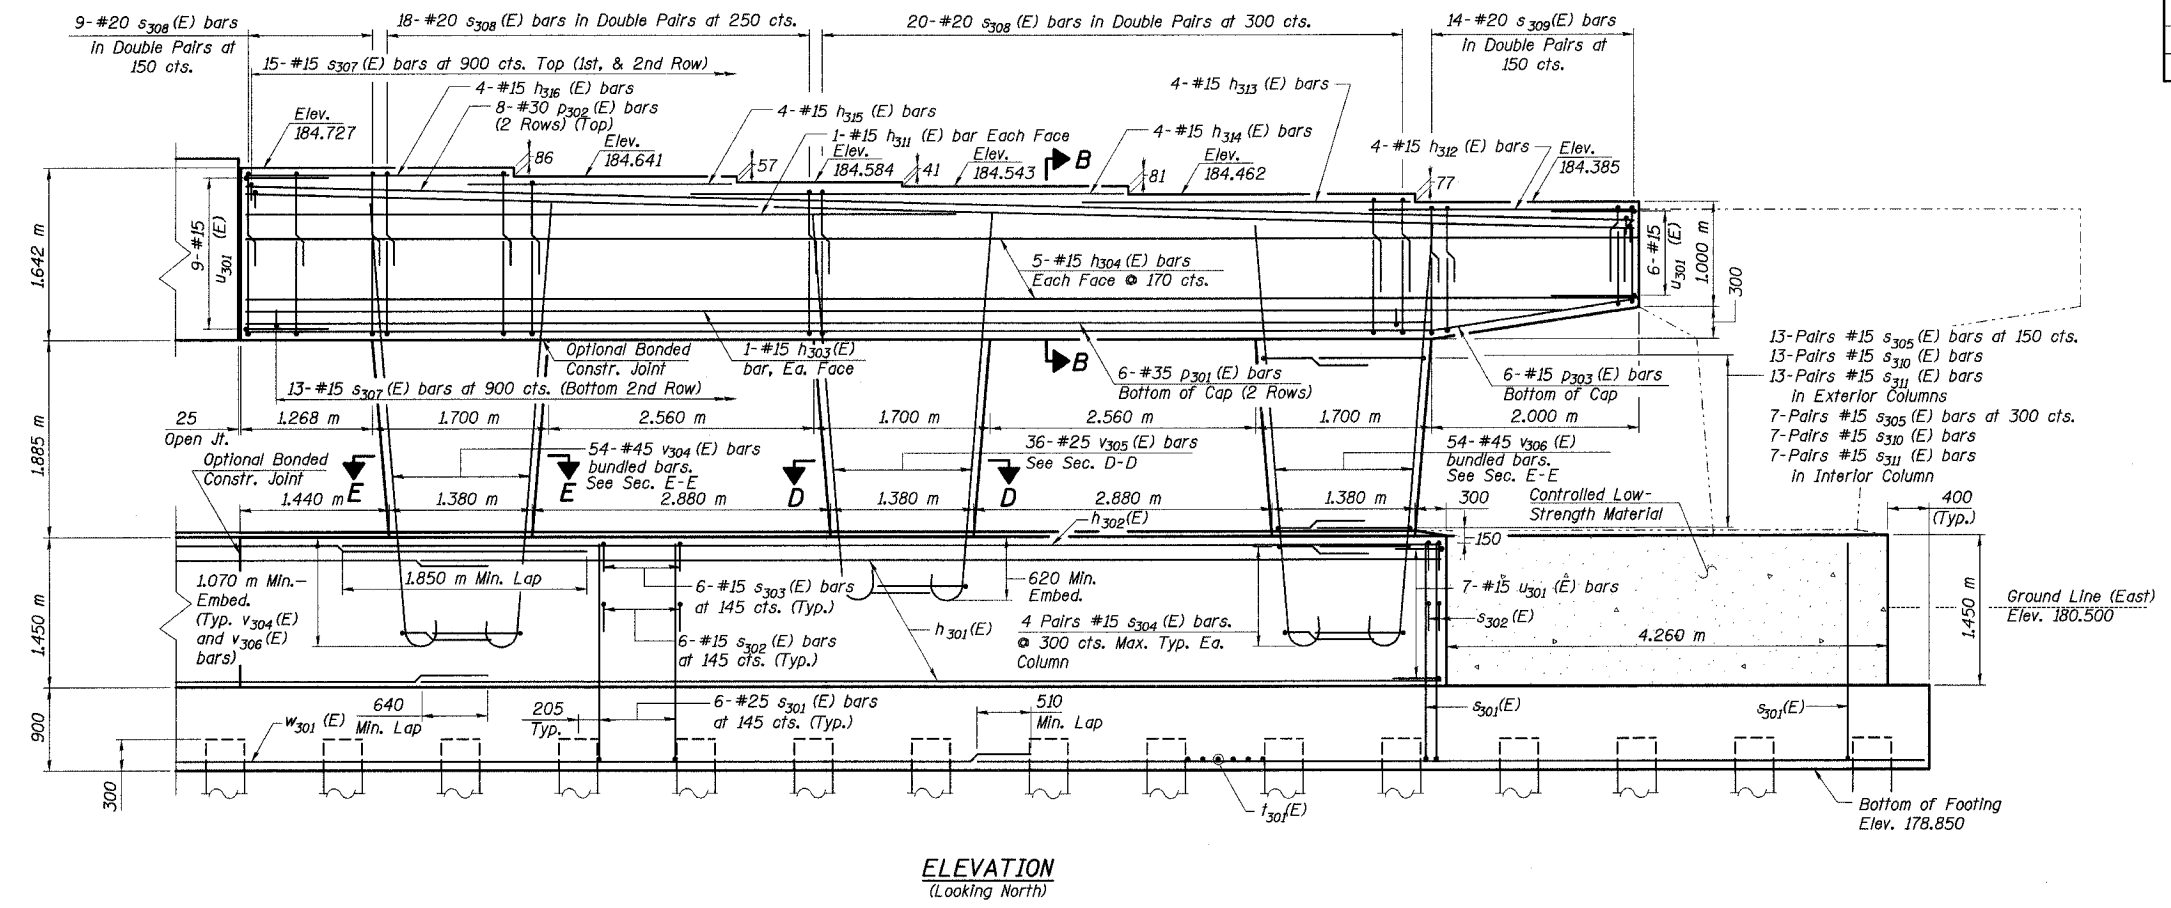 9-#20 s308 (E) bars
in Double Pairs at
150 cts.
18-#20 s308 (E) bars in Double Pairs at 250 cts.
20-#20 s308 (E) bars in Double Pairs at 300 cts.
14-#20 s309(E) bars
in Double Pairs at
150 cts.
15-#15 s307(E) bars at 900 cts. Top (1st, & 2nd Row)
4-#15 h316 (E) bars
8-#30 p302(E) bars
(2 Rows)(Top)
4-#15 h315 (E) bars
1-#15 h311 (E) bar Each Face
4-#15 h313(E) bars
4-#15 h314(E) bars
4-#15 h312(E) bars
Elev.
184.727
86
Elev.
184.641
57
Elev.
184.584
41
Elev.
184.543
B
81
Elev.
184.462
77
Elev.
184.385
1.642 m
9-#15
u301 (E)
5-#15 h304(E) bars
Each Face @ 170 cts.
6-#15
u301 (E)
1.000 m
300
Optional Bonded
Constr. Joint
1-#15 h303(E)
bar, Ea. Face
B
6-#35 p301(E) bars
Bottom of Cap (2 Rows)
6-#15 p303(E) bars
Bottom of Cap
13-Pairs #15 s305(E) bars at 150 cts.
13-Pairs #15 s310 (E) bars
13-Pairs #15 s311 (E) bars
in Exterior Columns
7-Pairs #15 s305(E) bars at 300 cts.
7-Pairs #15 s310 (E) bars
7-Pairs #15 s311 (E) bars
in Interior Column
13-#15 s307(E) bars at 900 cts. (Bottom 2nd Row)
25
Open Jt.
1.268 m
1.700 m
2.560 m
1.700 m
2.560 m
1.700 m
2.000 m
1.885 m
Optional Bonded
Constr. Joint
54-#45 v304(E) bars
bundled bars.
See Sec. E-E
36-#25 v305(E) bars
See Sec. D-D
54-#45 v306(E)
bundled bars.
See Sec. E-E
E
E
D
D
1.440 m
1.380 m
2.880 m
1.380 m
2.880 m
1.380 m
300
Controlled Low-
Strength Material
400
(Typ.)
h302(E)
150
1.070 m Min.
Embed.
(Typ. v304(E)
and v306(E)
bars)
1.850 m Min. Lap
6-#15 s303(E) bars
at 145 cts. (Typ.)
620 Min.
Embed.
7-#15 u301(E) bars
s302(E)
6-#15 s302(E) bars
at 145 cts. (Typ.)
h301(E)
4 Pairs #15 s304(E) bars.
@ 300 cts. Max. Typ. Ea.
Column
4.260 m
1.450 m
1.450 m
Ground Line (East)
Elev. 180.500
900
w301 (E)
640
Min. Lap
205
Typ.
6-#25 s301(E) bars
at 145 cts. (Typ.)
510
Min. Lap
s301(E)
s301(E)
300
t301(E)
Bottom of Footing
Elev. 178.850
ELEVATION
(Looking North)